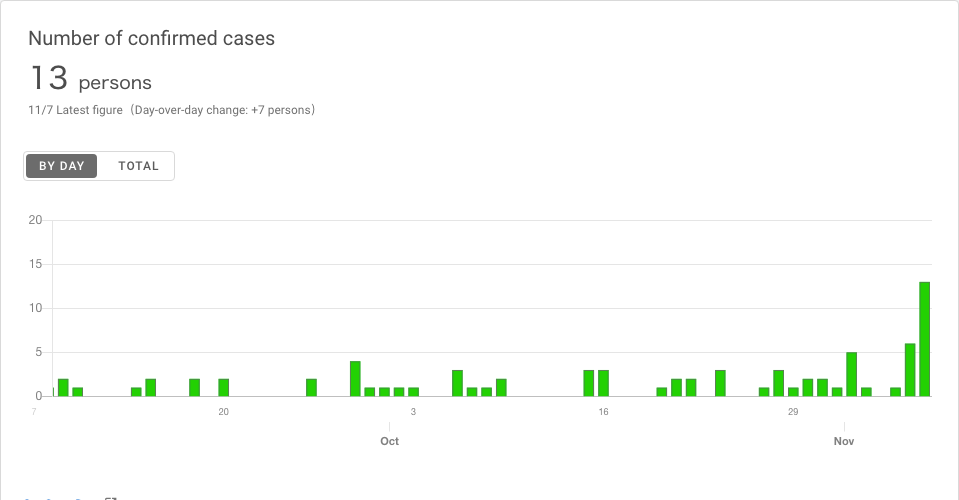 Number of confirmed cases
13 persons
11/7 Latest figure（Day-over-day change: +7 persons）
BY DAY TOTAL
20
15
10
5
0
7 20 3 16 29
Oct Nov